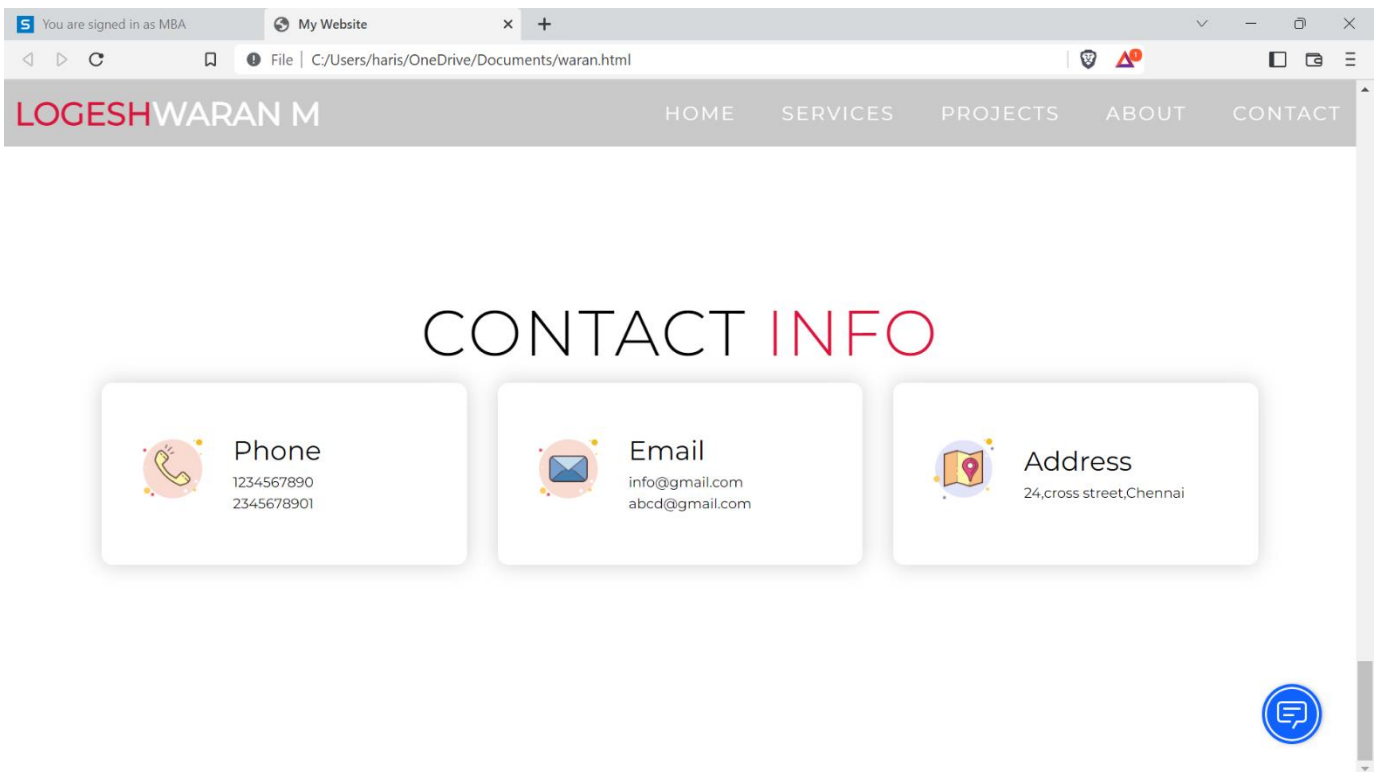 You are signed in as MBA
My Website
File C:/Users/haris/OneDrive/Documents/waran.html
LOGESHWARAN M
HOME SERVICES PROJECTS ABOUT CONTACT
CONTACT INFO
Phone
1234567890
2345678901
Email
info@gmail.com
abcd@gmail.com
Address
24,cross street,Chennai